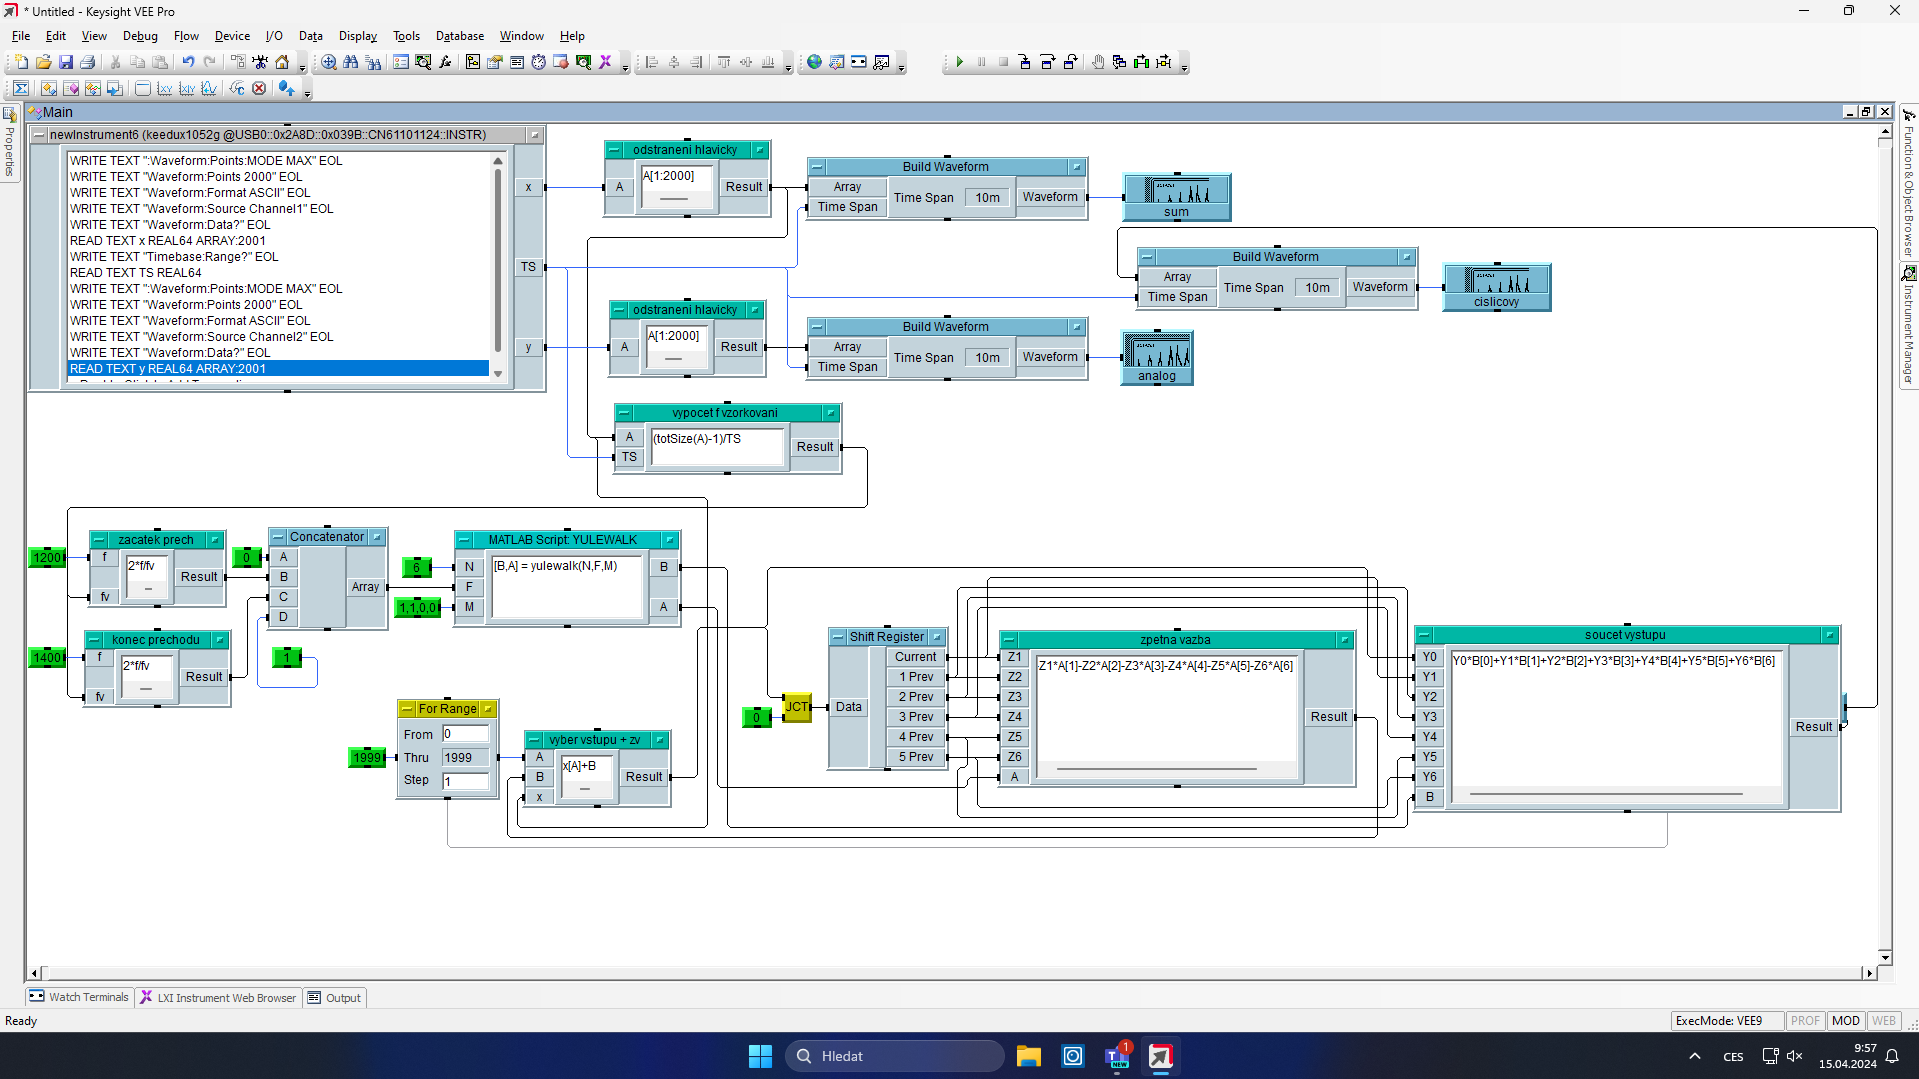 * Untitled - Keysight VEE Pro
File Edit View Debug Flow Device I/O Data Display Tools Database Window Help
Main
Properties
Function & Object Browser
Instrument Manager
newInstrument6 (keedux1052g @USB0::0x2A8D::0x039B::CN61101124::INSTR)
WRITE TEXT ":Waveform:Points:MODE MAX" EOL
WRITE TEXT "Waveform:Points 2000" EOL
WRITE TEXT "Waveform:Format ASCII" EOL
WRITE TEXT "Waveform:Source Channel1" EOL
WRITE TEXT "Waveform:Data?" EOL
READ TEXT x REAL64 ARRAY:2001
WRITE TEXT "Timebase:Range?" EOL
READ TEXT TS REAL64
WRITE TEXT ":Waveform:Points:MODE MAX" EOL
WRITE TEXT "Waveform:Points 2000" EOL
WRITE TEXT "Waveform:Format ASCII" EOL
WRITE TEXT "Waveform:Source Channel2" EOL
WRITE TEXT "Waveform:Data?" EOL
READ TEXT y REAL64 ARRAY:2001
x
TS
y
odstraneni hlavicky
A
A[1:2000]
Result
Build Waveform
Array
Time Span
Time Span 10m
Waveform
sum
Build Waveform
Array
Time Span
Time Span 10m
Waveform
cislicovy
odstraneni hlavicky
A
A[1:2000]
Result
Build Waveform
Array
Time Span
Time Span 10m
Waveform
analog
vypocet f vzorkovani
A
TS
(totSize(A)-1)/TS
Result
1200
zacatek prech
f
fv
2*f/fv
Result
0
Concatenator
A
B
C
D
Array
1
6
1,1,0,0
MATLAB Script: YULEWALK
N
F
M
[B,A] = yulewalk(N,F,M)
B
A
1400
konec prechodu
f
fv
2*f/fv
Result
1999
For Range
From 0
Thru 1999
Step 1
vyber vstupu + zv
A
B
x
x[A]+B
Result
0
JCT
Shift Register
Data
Current
1 Prev
2 Prev
3 Prev
4 Prev
5 Prev
zpetna vazba
Z1
Z2
Z3
Z4
Z5
Z6
A
-Z1*A[1]-Z2*A[2]-Z3*A[3]-Z4*A[4]-Z5*A[5]-Z6*A[6]
Result
soucet vystupu
Y0
Y1
Y2
Y3
Y4
Y5
Y6
B
Y0*B[0]+Y1*B[1]+Y2*B[2]+Y3*B[3]+Y4*B[4]+Y5*B[5]+Y6*B[6]
Result
Watch Terminals LXI Instrument Web Browser Output
Ready
ExecMode: VEE9 PROF MOD WEB
Hledat
1
NEW
CES
9:57
15.04.2024